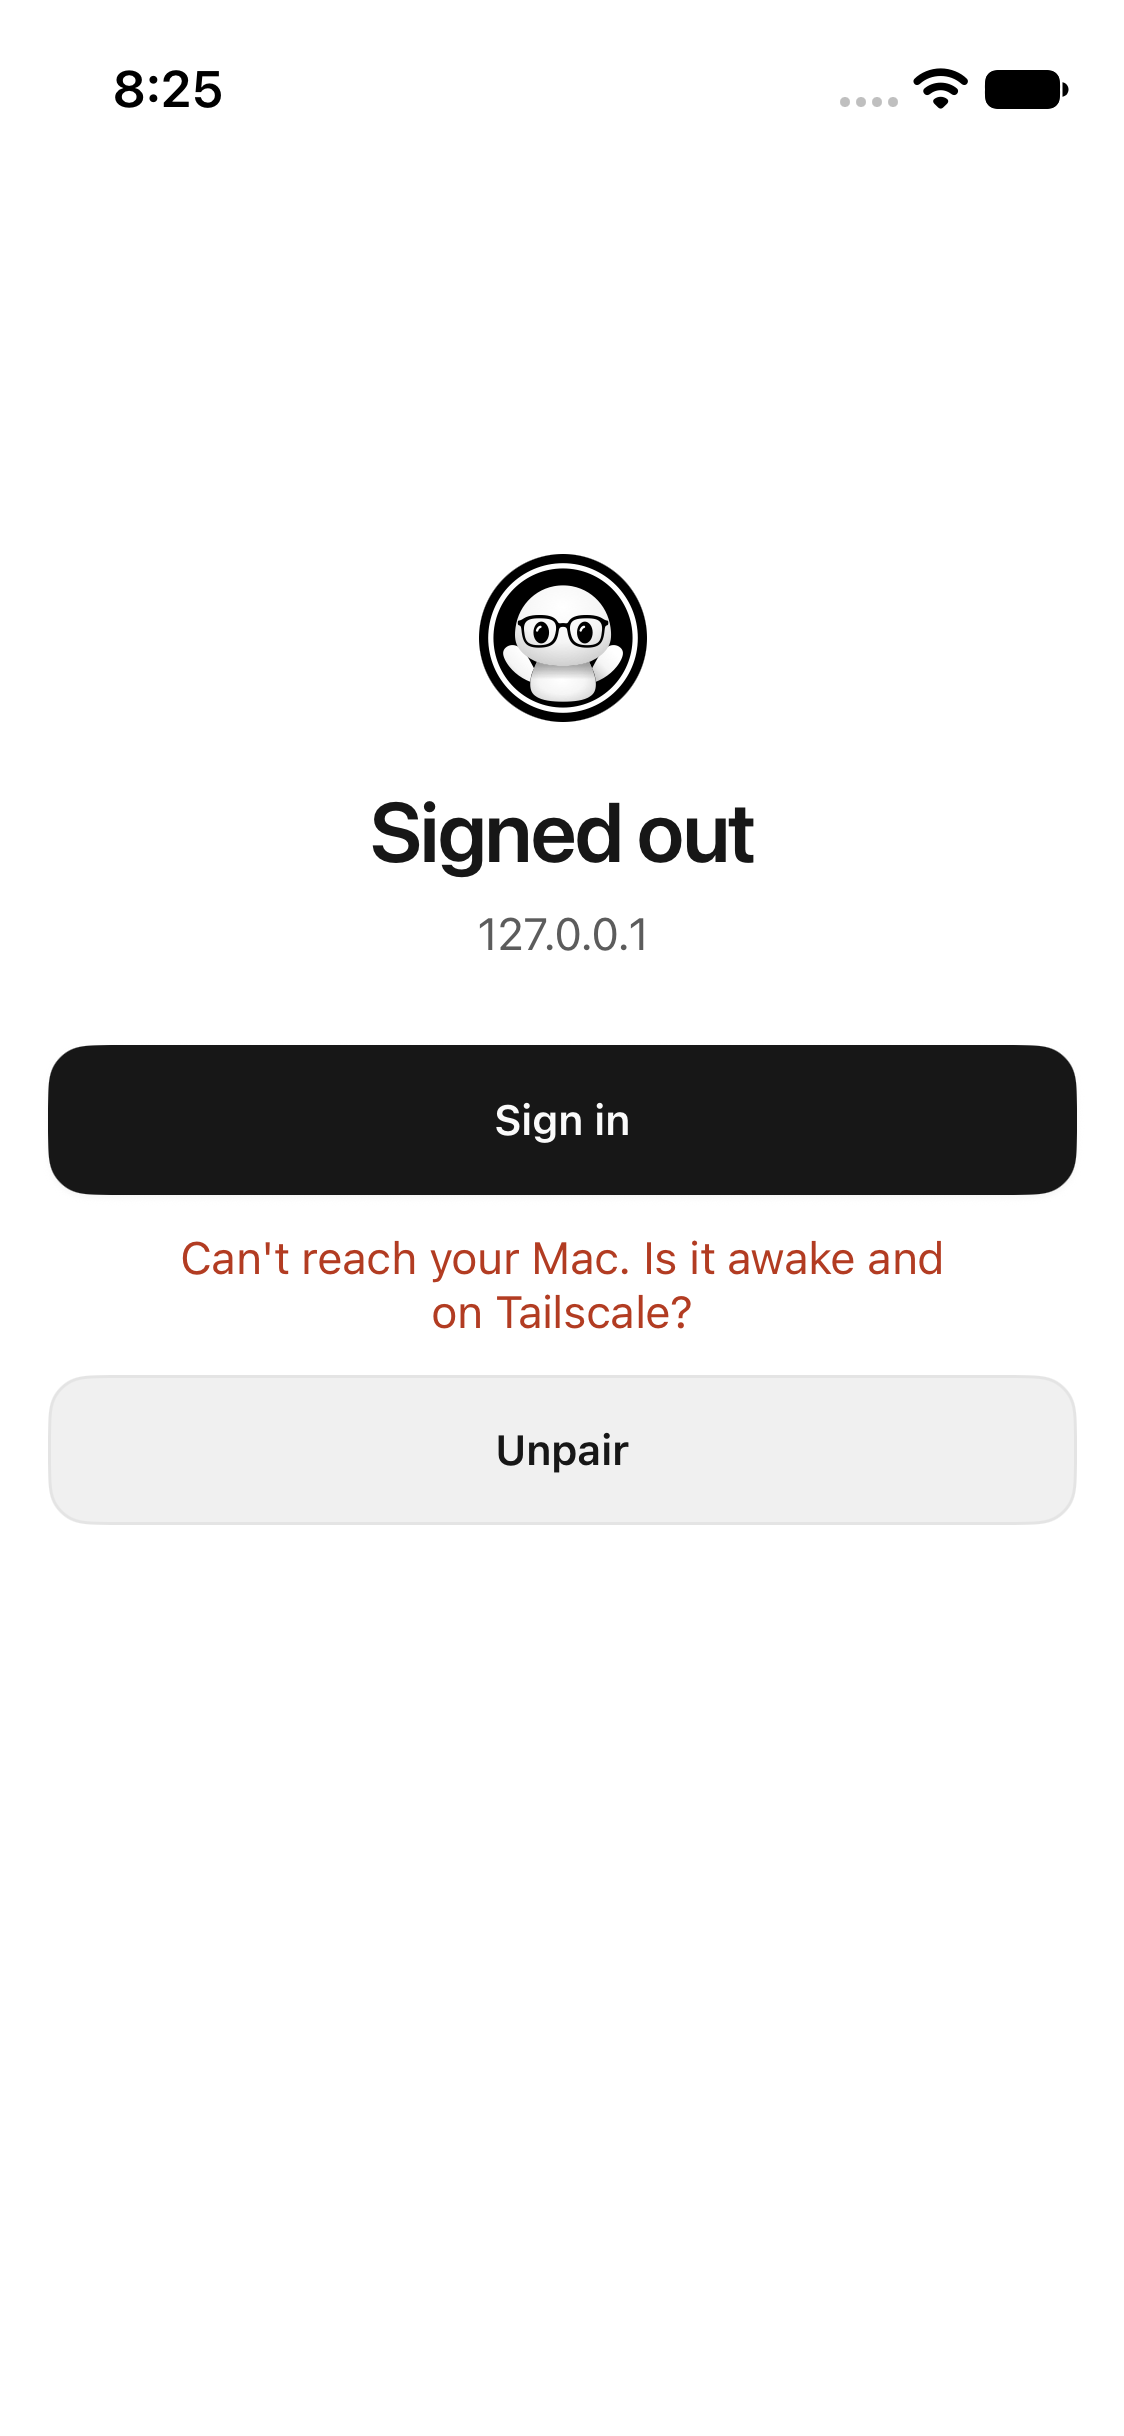 8:25
Signed out
127.0.0.1
Sign in
Can't reach your Mac. Is it awake and
on Tailscale?
Unpair